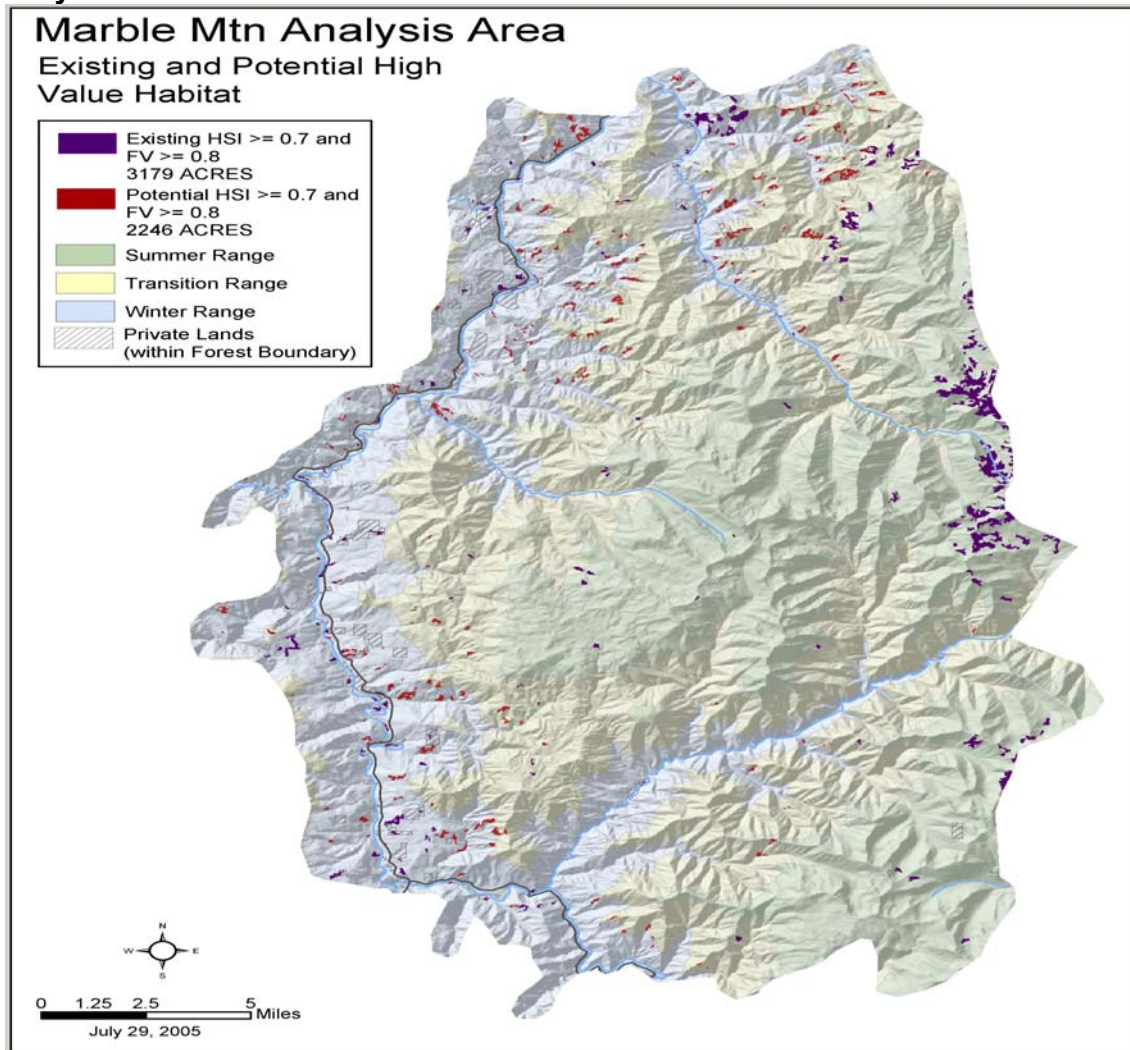 Marble Mtn Analysis Area
Existing and Potential High
Value Habitat
Existing HSI >= 0.7 and
FV >= 0.8
3179 ACRES
Potential HSI >= 0.7 and
FV >= 0.8
2246 ACRES
Summer Range
Transition Range
Winter Range
Private Lands
(within Forest Boundary)
N
W E
S
0 1.25 2.5 5 Miles
July 29, 2005